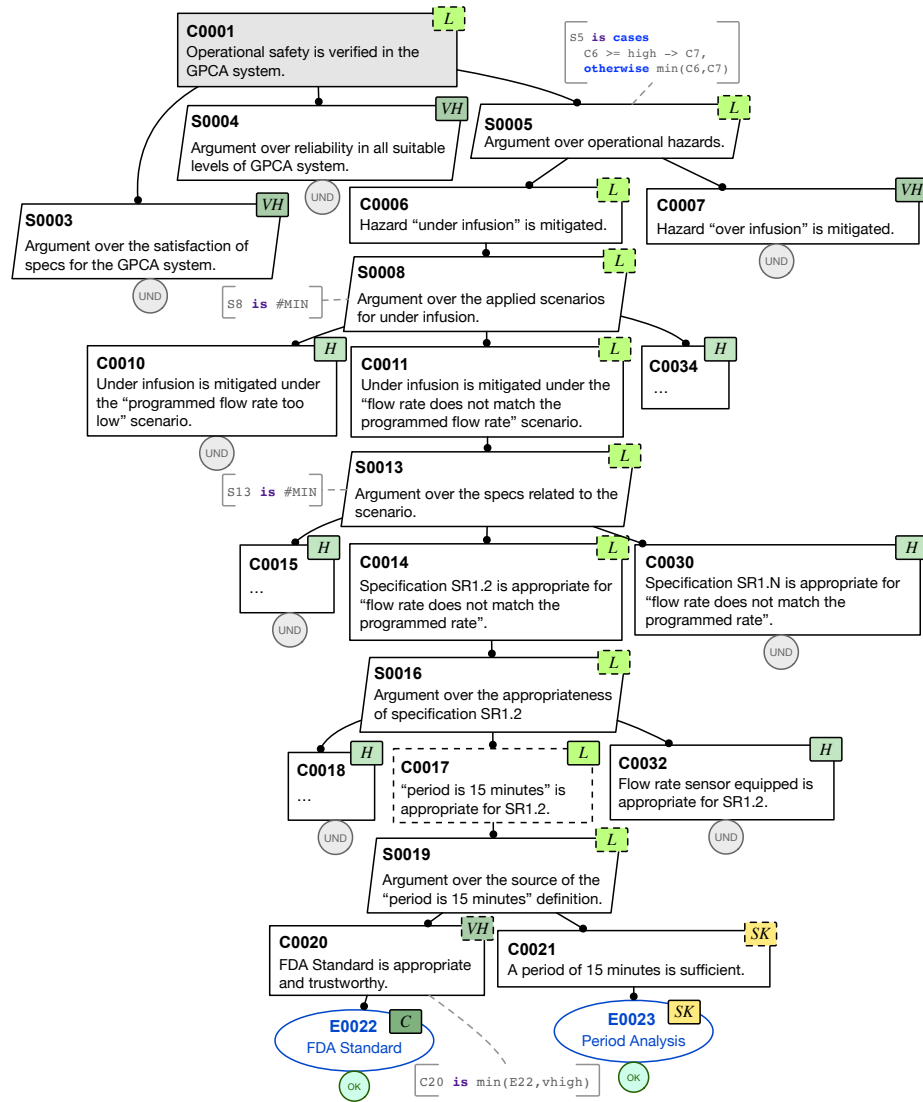 L
C0001
Operational safety is verified in the
GPCA system.
S5 is cases
C6 >= high -> C7,
otherwise min(C6,C7)
VH
S0004
Argument over reliability in all suitable
levels of GPCA system.
UND
L
S0005
Argument over operational hazards.
VH
S0003
Argument over the satisfaction of
specs for the GPCA system.
UND
L
C0006
Hazard “under infusion” is mitigated.
VH
C0007
Hazard “over infusion” is mitigated.
UND
S8 is #MIN
L
S0008
Argument over the applied scenarios
for under infusion.
H
C0010
Under infusion is mitigated under
the “programmed flow rate too
low” scenario.
UND
L
C0011
Under infusion is mitigated under the
“flow rate does not match the
programmed flow rate” scenario.
H
C0034
...
S13 is #MIN
L
S0013
Argument over the specs related to the
scenario.
H
C0015
...
UND
L
C0014
Specification SR1.2 is appropriate for
“flow rate does not match the
programmed rate”.
H
C0030
Specification SR1.N is appropriate for
“flow rate does not match the
programmed rate”.
UND
L
S0016
Argument over the appropriateness
of specification SR1.2
H
C0018
...
UND
L
C0017
“period is 15 minutes” is
appropriate for SR1.2.
H
C0032
Flow rate sensor equipped is
appropriate for SR1.2.
UND
L
S0019
Argument over the source of the
“period is 15 minutes” definition.
VH
C0020
FDA Standard is appropriate
and trustworthy.
SK
C0021
A period of 15 minutes is sufficient.
C
E0022
FDA Standard
OK
SK
E0023
Period Analysis
OK
C20 is min(E22,vhigh)